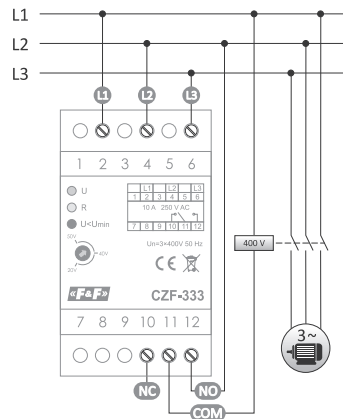 L1
L2
L3
L1 L2 L3
1 2 3 4 5 6
U
R
U<Umin
50V
40V
20V
L1 L2 L3
1 2 3 4 5 6
10 A 250 V AC
7 8 9 10 11 12
Un=3×400V 50 Hz
CE
«F&F»
CZF-333
7 8 9 10 11 12
NC
NO
COM
400 V
3~